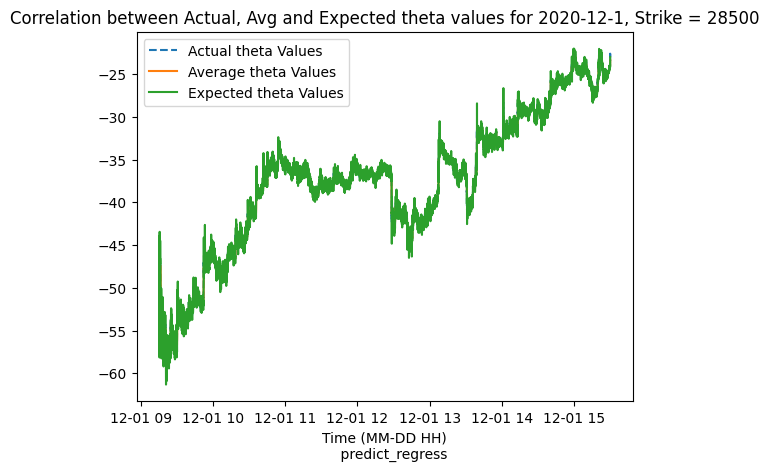 Correlation between Actual, Avg and Expected theta values for 2020-12-1, Strike = 28500
Actual theta Values
Average theta Values
Expected theta Values
−25
−30
−35
−40
−45
−50
−55
−60
12-01 09 12-01 10 12-01 11 12-01 12 12-01 13 12-01 14 12-01 15
Time (MM-DD HH)
predict_regress